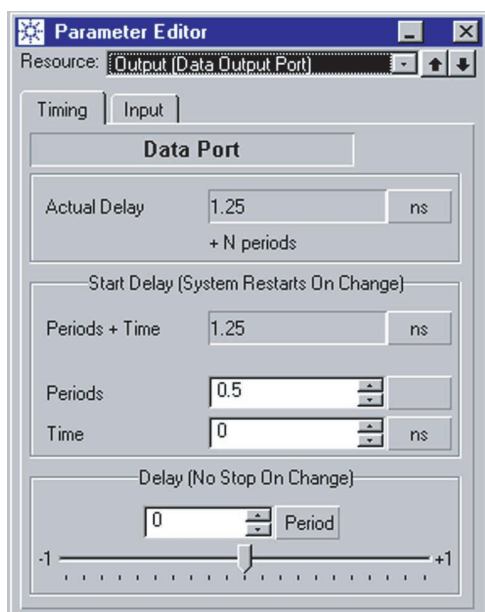 Parameter Editor
Resource: Output (Data Output Port)
Timing Input
Data Port
Actual Delay 1.25 ns
+ N periods
Start Delay (System Restarts On Change)
Periods + Time 1.25 ns
Periods 0.5
Time 0 ns
Delay (No Stop On Change)
0 Period
-1 +1